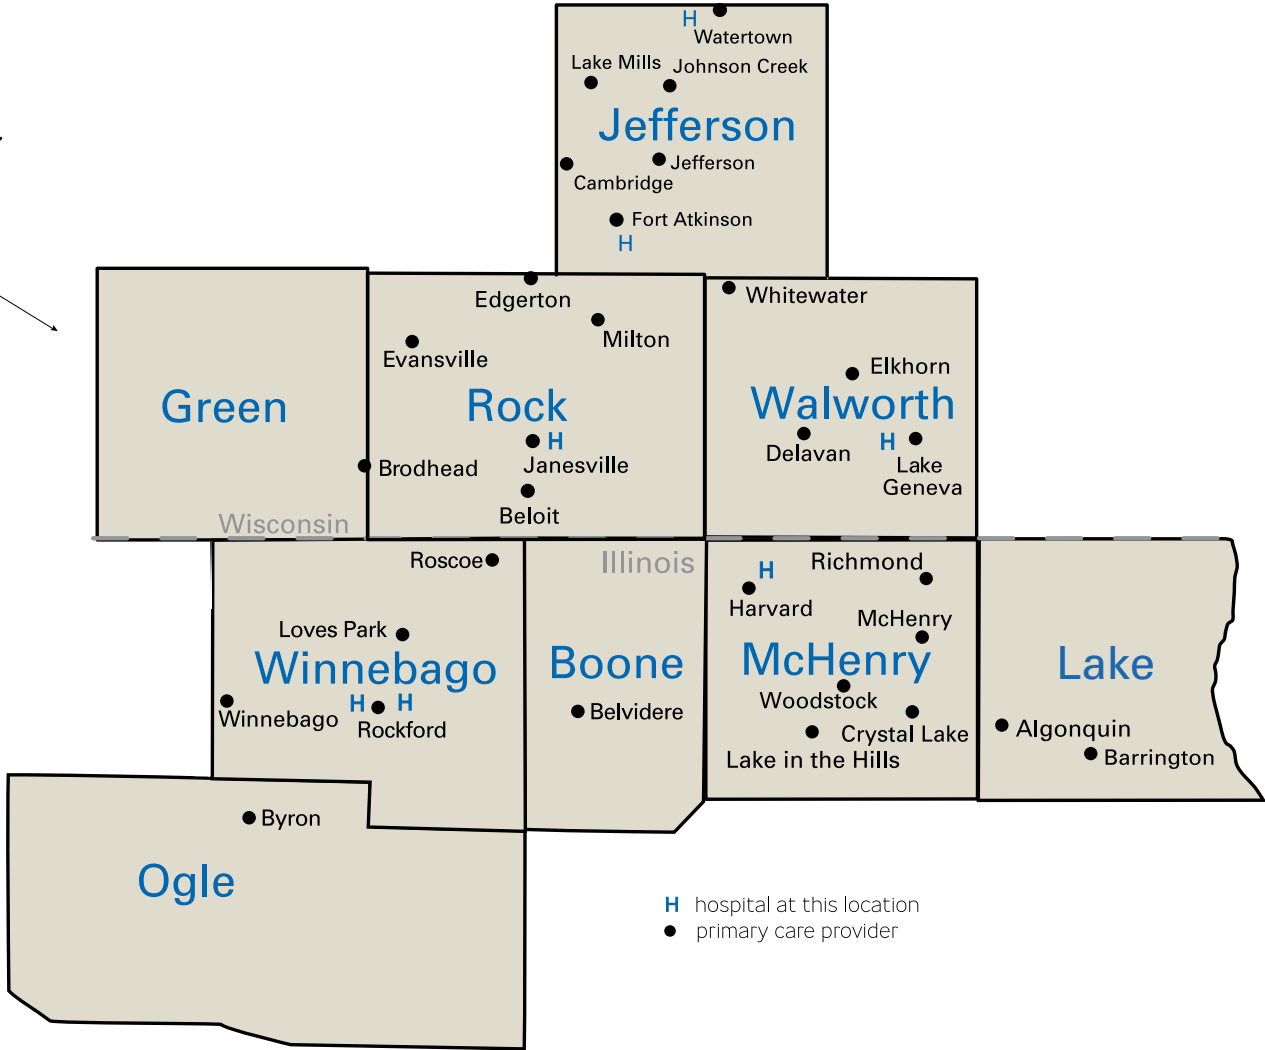 H
Watertown
Lake Mills
Johnson Creek
Jefferson
Jefferson
Cambridge
Fort Atkinson
H
Edgerton
Whitewater
Milton
Evansville
Elkhorn
Green
Rock
Walworth
H
Janesville
Delavan
H
Lake
Geneva
Brodhead
Beloit
Wisconsin
Illinois
Roscoe
H
Richmond
Harvard
McHenry
Loves Park
Winnebago
Boone
McHenry
Lake
Woodstock
H
H
Winnebago
Rockford
Belvidere
Crystal Lake
Algonquin
Lake in the Hills
Barrington
Byron
Ogle
H hospital at this location
primary care provider